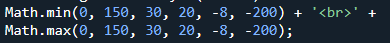 Math.min(0, 150, 30, 20, -8, -200) + '<br>' +
Math.max(0, 150, 30, 20, -8, -200);